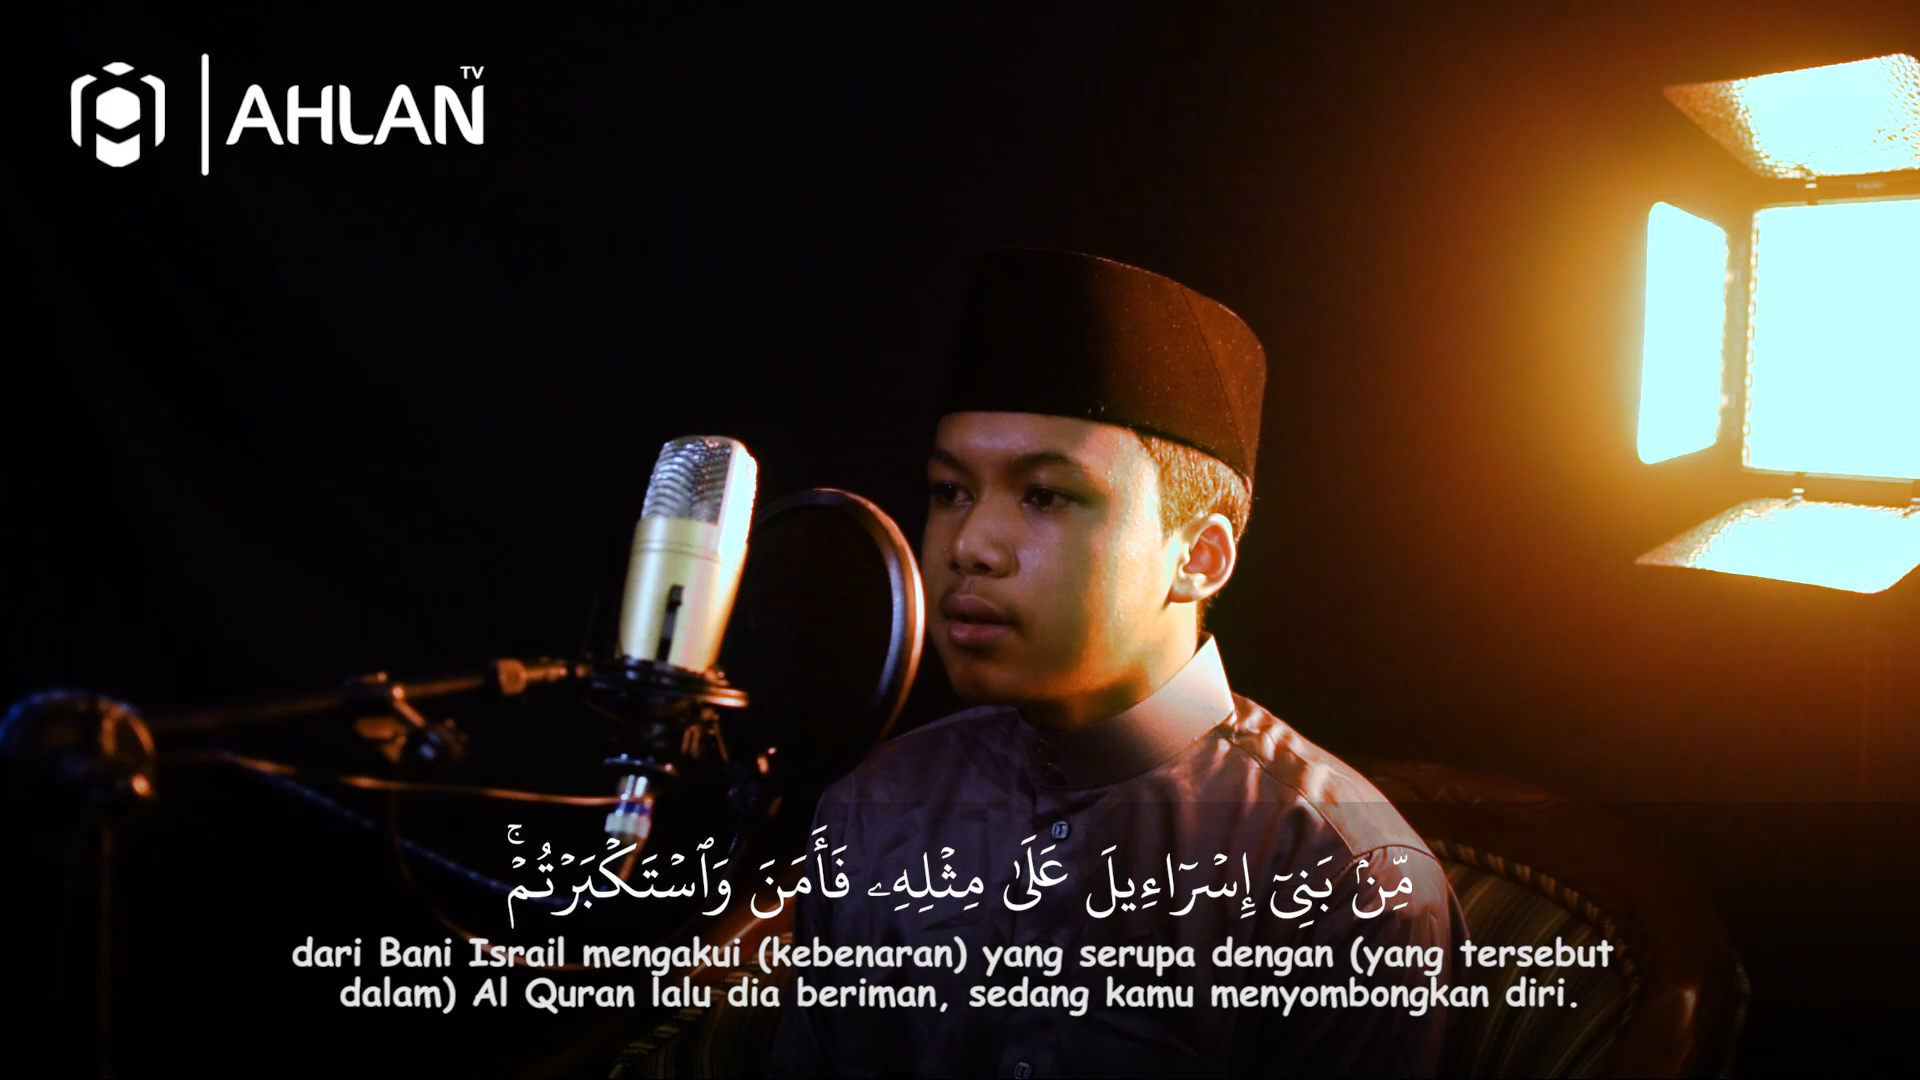 AHLAN
TV
مِّنۢ بَنِىٓ إِسْرَٰٓءِيلَ عَلَىٰ مِثْلِهِۦ فَـَٔامَنَ وَٱسْتَكْبَرْتُمْ ۚ
dari Bani Israil mengakui (kebenaran) yang serupa dengan (yang tersebut
dalam) Al Quran lalu dia beriman, sedang kamu menyombongkan diri.